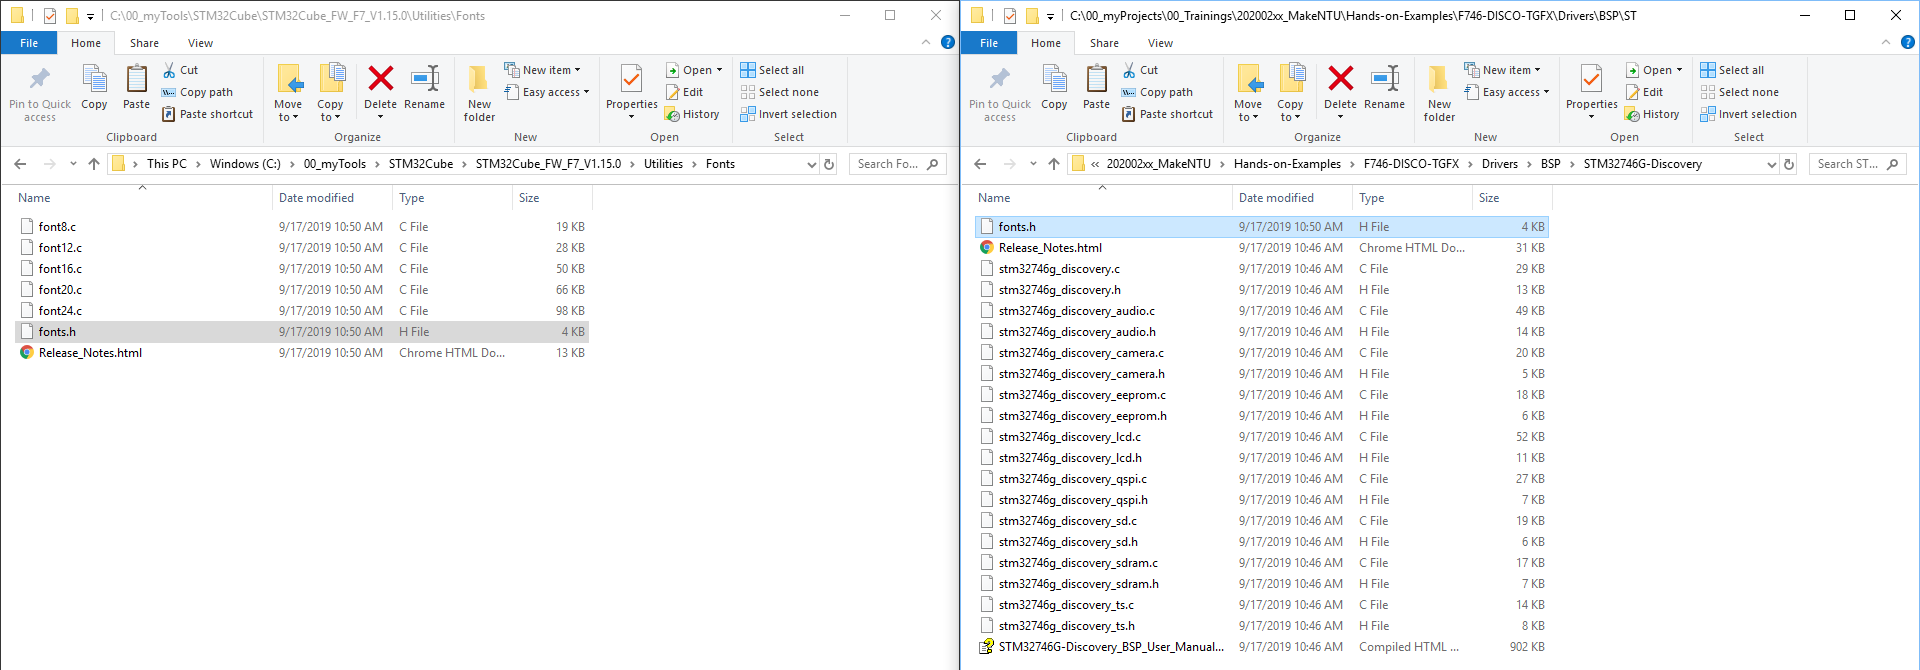 C:\00_myTools\STM32Cube\STM32Cube_FW_F7_V1.15.0\Utilities\Fonts
File Home Share View
Pin to Quick access
Copy
Paste
Cut
Copy path
Paste shortcut
Clipboard
Move to
Copy to
Delete
Rename
Organize
New folder
New item
Easy access
New
Properties
Open
Edit
History
Open
Select all
Select none
Invert selection
Select
This PC > Windows (C:) > 00_myTools > STM32Cube > STM32Cube_FW_F7_V1.15.0 > Utilities > Fonts
Search Fo...
Name Date modified Type Size
font8.c 9/17/2019 10:50 AM C File 19 KB
font12.c 9/17/2019 10:50 AM C File 28 KB
font16.c 9/17/2019 10:50 AM C File 50 KB
font20.c 9/17/2019 10:50 AM C File 66 KB
font24.c 9/17/2019 10:50 AM C File 98 KB
fonts.h 9/17/2019 10:50 AM H File 4 KB
Release_Notes.html 9/17/2019 10:50 AM Chrome HTML Do... 13 KB
C:\00_myProjects\00_Trainings\202002xx_MakeNTU\Hands-on-Examples\F746-DISCO-TGFX\Drivers\BSP\ST
File Home Share View
Pin to Quick access
Copy
Paste
Cut
Copy path
Paste shortcut
Clipboard
Move to
Copy to
Delete
Rename
Organize
New folder
New item
Easy access
New
Properties
Open
Edit
History
Open
Select all
Select none
Invert selection
Select
« 202002xx_MakeNTU > Hands-on-Examples > F746-DISCO-TGFX > Drivers > BSP > STM32746G-Discovery
Search ST...
Name Date modified Type Size
fonts.h 9/17/2019 10:50 AM H File 4 KB
Release_Notes.html 9/17/2019 10:46 AM Chrome HTML Do... 31 KB
stm32746g_discovery.c 9/17/2019 10:46 AM C File 29 KB
stm32746g_discovery.h 9/17/2019 10:46 AM H File 13 KB
stm32746g_discovery_audio.c 9/17/2019 10:46 AM C File 49 KB
stm32746g_discovery_audio.h 9/17/2019 10:46 AM H File 14 KB
stm32746g_discovery_camera.c 9/17/2019 10:46 AM C File 20 KB
stm32746g_discovery_camera.h 9/17/2019 10:46 AM H File 5 KB
stm32746g_discovery_eeprom.c 9/17/2019 10:46 AM C File 18 KB
stm32746g_discovery_eeprom.h 9/17/2019 10:46 AM H File 6 KB
stm32746g_discovery_lcd.c 9/17/2019 10:46 AM C File 52 KB
stm32746g_discovery_lcd.h 9/17/2019 10:46 AM H File 11 KB
stm32746g_discovery_qspi.c 9/17/2019 10:46 AM C File 27 KB
stm32746g_discovery_qspi.h 9/17/2019 10:46 AM H File 7 KB
stm32746g_discovery_sd.c 9/17/2019 10:46 AM C File 19 KB
stm32746g_discovery_sd.h 9/17/2019 10:46 AM H File 6 KB
stm32746g_discovery_sdram.c 9/17/2019 10:46 AM C File 17 KB
stm32746g_discovery_sdram.h 9/17/2019 10:46 AM H File 7 KB
stm32746g_discovery_ts.c 9/17/2019 10:46 AM C File 14 KB
stm32746g_discovery_ts.h 9/17/2019 10:46 AM H File 8 KB
STM32746G-Discovery_BSP_User_Manual... 9/17/2019 10:46 AM Compiled HTML ... 902 KB